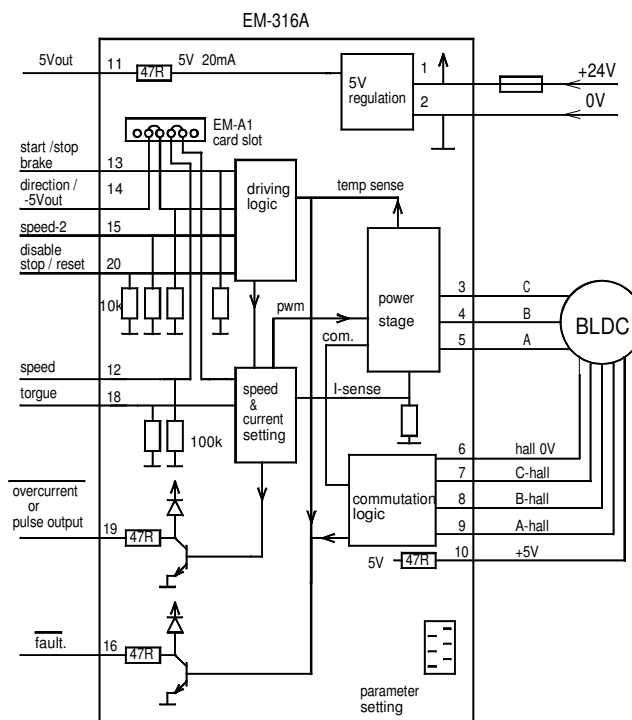 EM-316A
5Vout 11 47R 5V 20mA
5V
regulation
1
+24V
2
0V
EM-A1
card slot
start /stop
brake 13
direction /
-5Vout 14
speed-2 15
disable
stop / reset 20
10k
driving
logic
temp sense
pwm
com.
power
stage
3 C
4 B
5 A
BLDC
speed 12
torgue 18
100k
speed
&
current
setting
I-sense
commutation
logic
6 hall 0V
7 C-hall
8 B-hall
9 A-hall
5V 47R 10 +5V
overcurrent
or
pulse output 19 47R
fault. 16 47R
parameter
setting